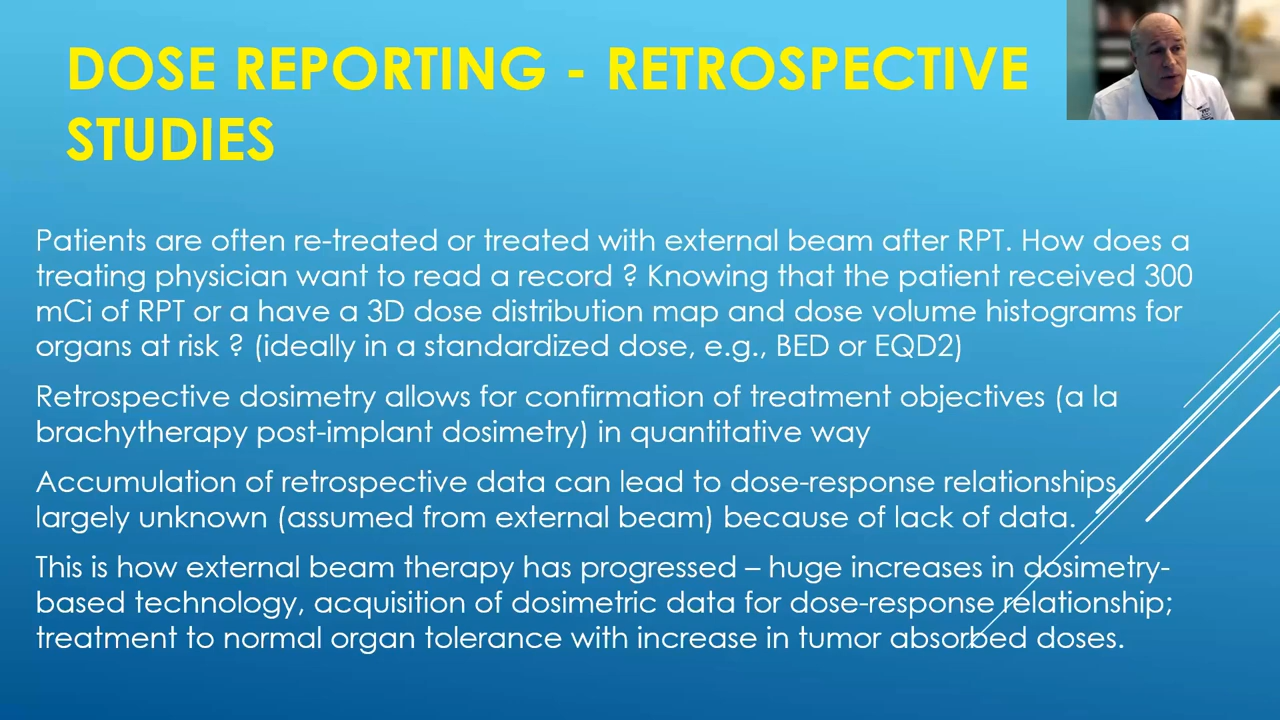 DOSE REPORTING - RETROSPECTIVE
STUDIES
Patients are often re-treated or treated with external beam after RPT. How does a
treating physician want to read a record ? Knowing that the patient received 300
mCi of RPT or a have a 3D dose distribution map and dose volume histograms for
organs at risk ? (ideally in a standardized dose, e.g., BED or EQD2)
Retrospective dosimetry allows for confirmation of treatment objectives (a la
brachytherapy post-implant dosimetry) in quantitative way
Accumulation of retrospective data can lead to dose-response relationships,
largely unknown (assumed from external beam) because of lack of data.
This is how external beam therapy has progressed – huge increases in dosimetry-
based technology, acquisition of dosimetric data for dose-response relationship;
treatment to normal organ tolerance with increase in tumor absorbed doses.